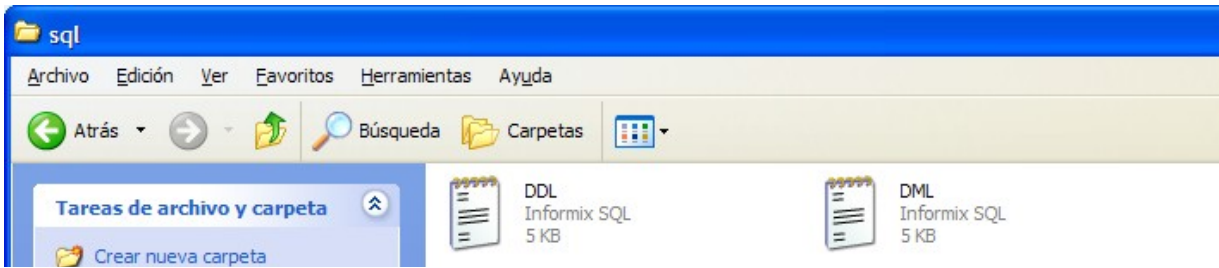 sql
Archivo Edición Ver Favoritos Herramientas Ayuda
Atrás Búsqueda Carpetas
Tareas de archivo y carpeta
Crear nueva carpeta
DDL
Informix SQL
5 KB
DML
Informix SQL
5 KB